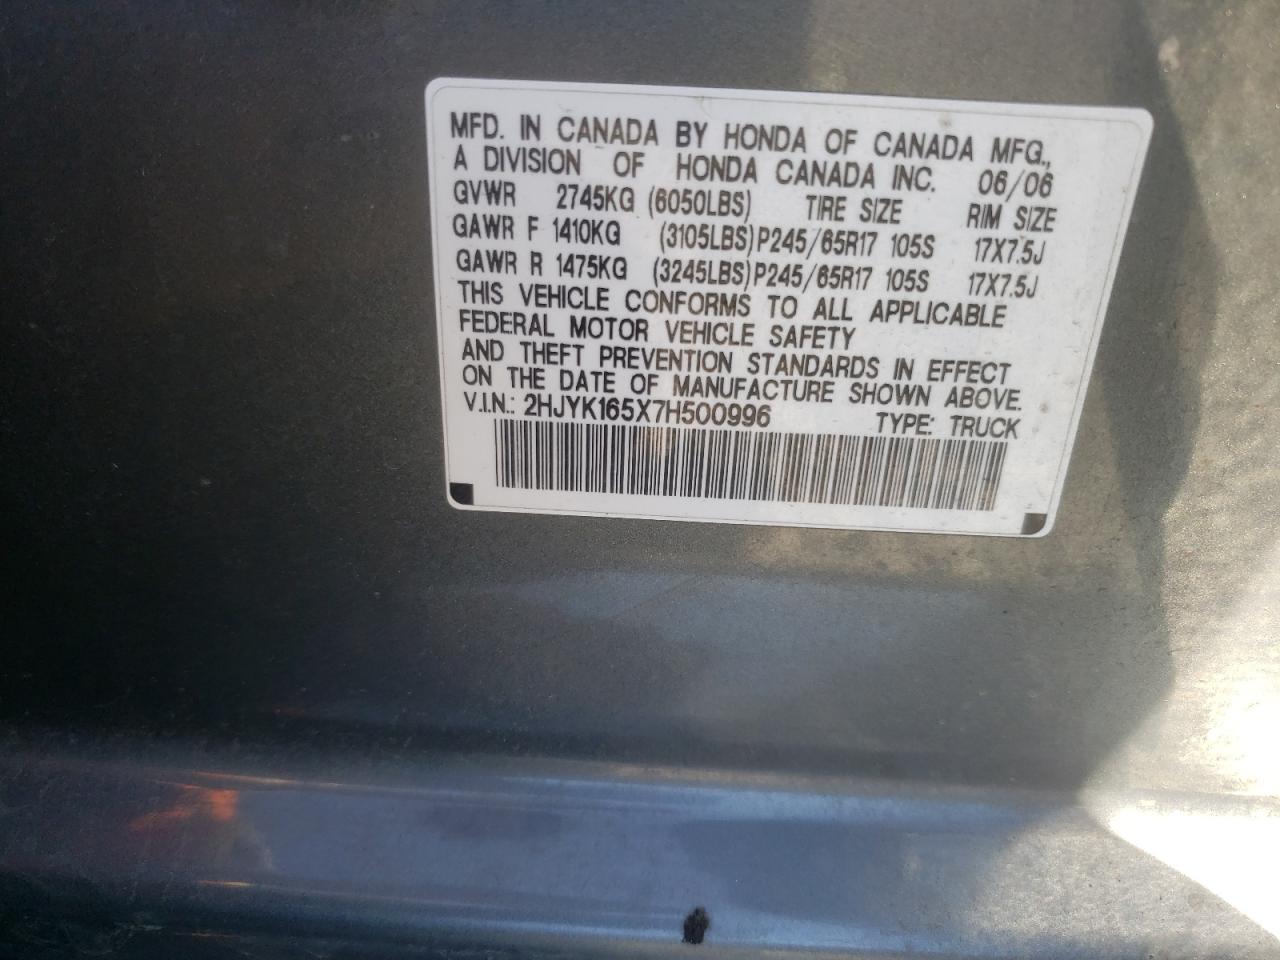 MFD. IN CANADA BY HONDA OF CANADA MFG.,
A DIVISION OF HONDA CANADA INC. 06/06
GVWR 2745KG (6050LBS) TIRE SIZE RIM SIZE
GAWR F 1410KG (3105LBS) P245/65R17 105S 17X7.5J
GAWR R 1475KG (3245LBS) P245/65R17 105S 17X7.5J
THIS VEHICLE CONFORMS TO ALL APPLICABLE
FEDERAL MOTOR VEHICLE SAFETY
AND THEFT PREVENTION STANDARDS IN EFFECT
ON THE DATE OF MANUFACTURE SHOWN ABOVE.
V.I.N.: 2HJYK165X7H500996 TYPE: TRUCK